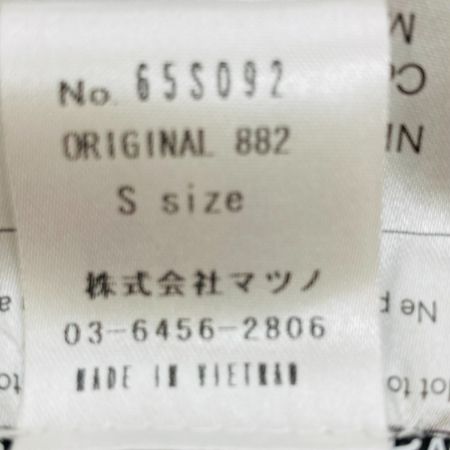 No. 65S092
ORIGINAL 882
S size
株式会社マツノ
03-6456-2806
MADE IN VIETNAM